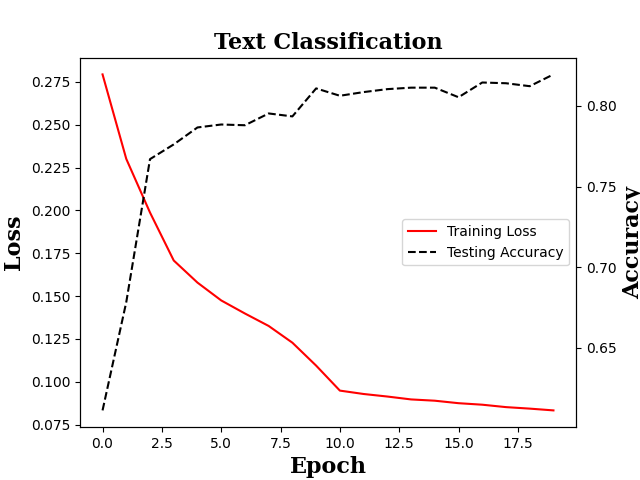 Text Classification
Loss
0.275
0.250
0.225
0.200
0.175
0.150
0.125
0.100
0.075
0.80
0.75
0.70
0.65
Accuracy
Training Loss
Testing Accuracy
0.0 2.5 5.0 7.5 10.0 12.5 15.0 17.5
Epoch